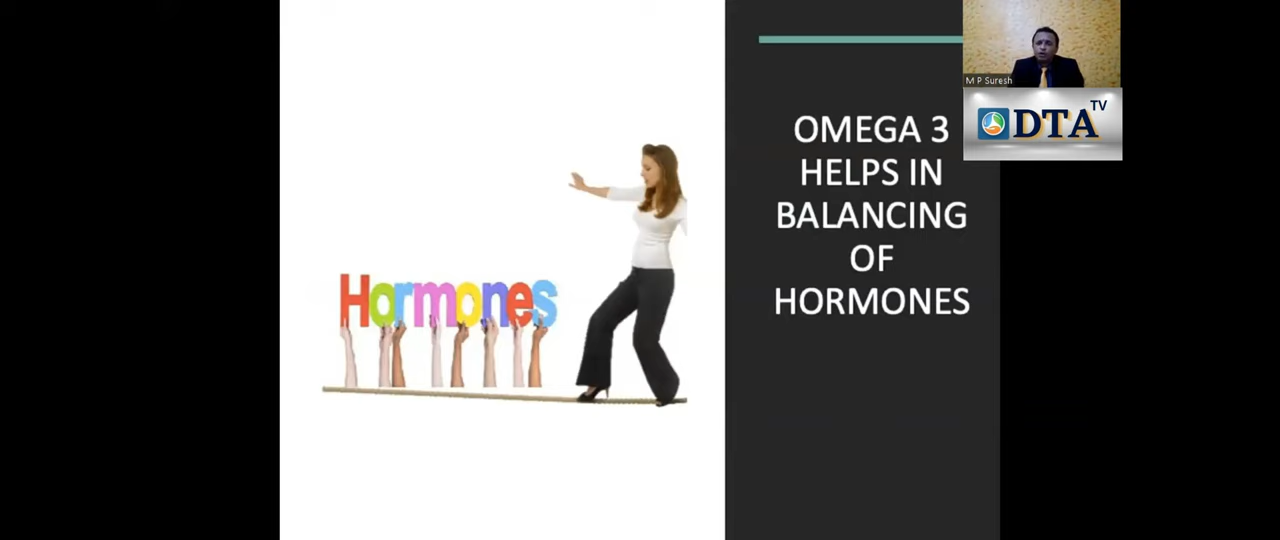 Hormones
OMEGA 3
HELPS IN
BALANCING
OF
HORMONES
M P Suresh
DTA TV